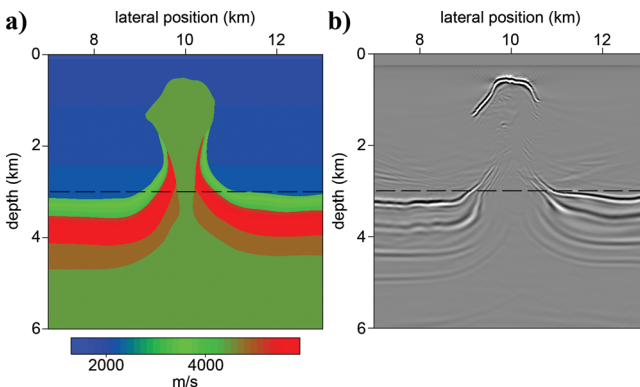 a)
lateral position (km)
8 10 12
0
2
4
6
depth (km)
2000 4000
m/s
b)
lateral position (km)
8 10 12
0
2
4
6
depth (km)